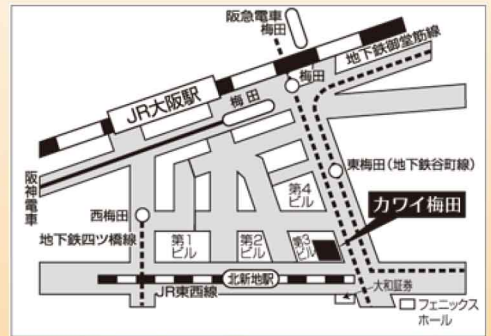 阪急電車
梅田
地下鉄御堂筋線
梅田
JR大阪駅
梅田
阪神電車
東梅田(地下鉄谷町線)
第4
ビル
カワイ梅田
西梅田
地下鉄四ツ橋線
第1
ビル
第2
ビル
第3
ビル
北新地駅
JR東西線
大和証券
フェニックス
ホール